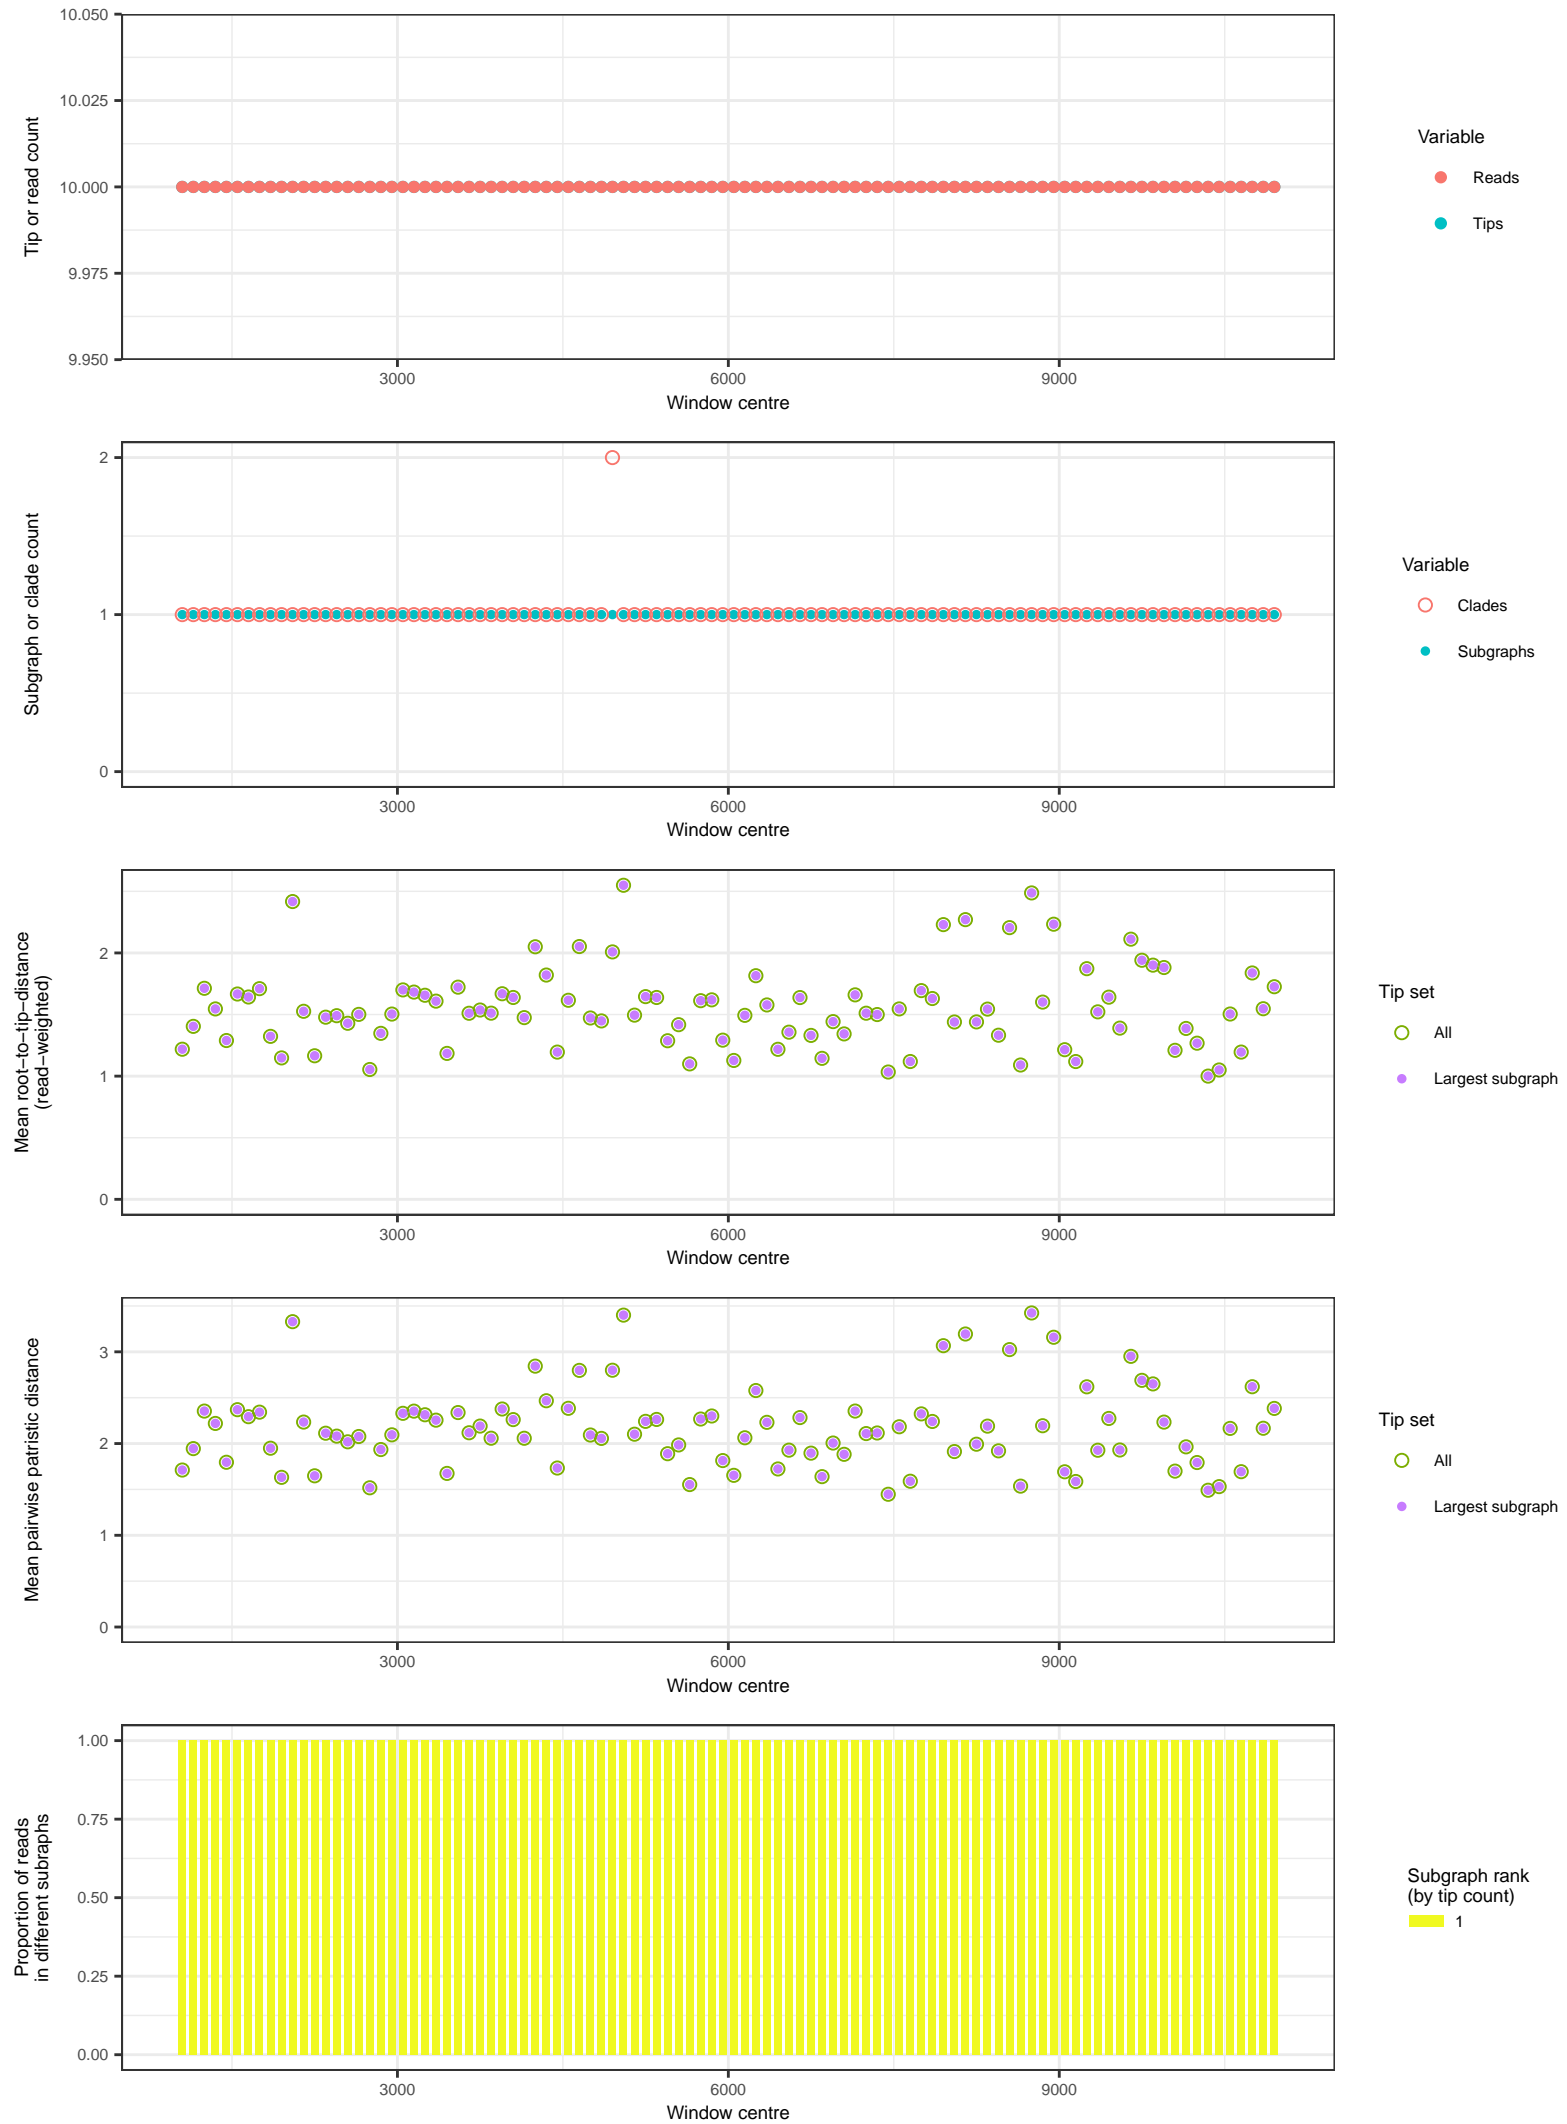 10.050
10.025
10.000
9.975
9.950
Tip or read count
3000
6000
9000
Window centre
Variable
Reads
Tips
2
1
0
Subgraph or clade count
3000
6000
9000
Window centre
Variable
Clades
Subgraphs
2
1
0
Mean root−to−tip−distance
(read−weighted)
3000
6000
9000
Window centre
Tip set
All
Largest subgraph
3
2
1
0
Mean pairwise patristic distance
3000
6000
9000
Window centre
Tip set
All
Largest subgraph
1.00
0.75
0.50
0.25
0.00
Proportion of reads
in different subraphs
3000
6000
9000
Window centre
Subgraph rank
(by tip count)
1